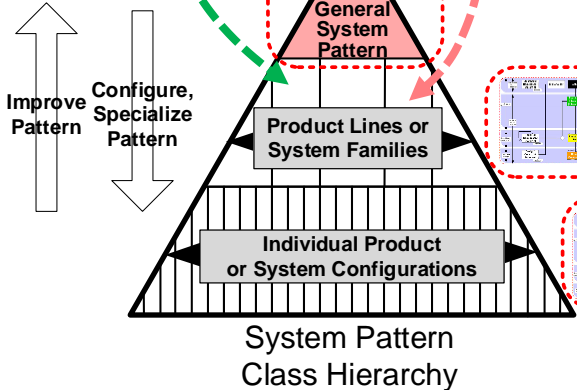 General
System
Pattern
Improve
Pattern
Configure,
Specialize
Pattern
Product Lines or
System Families
Individual Product
or System Configurations
System Pattern
Class Hierarchy